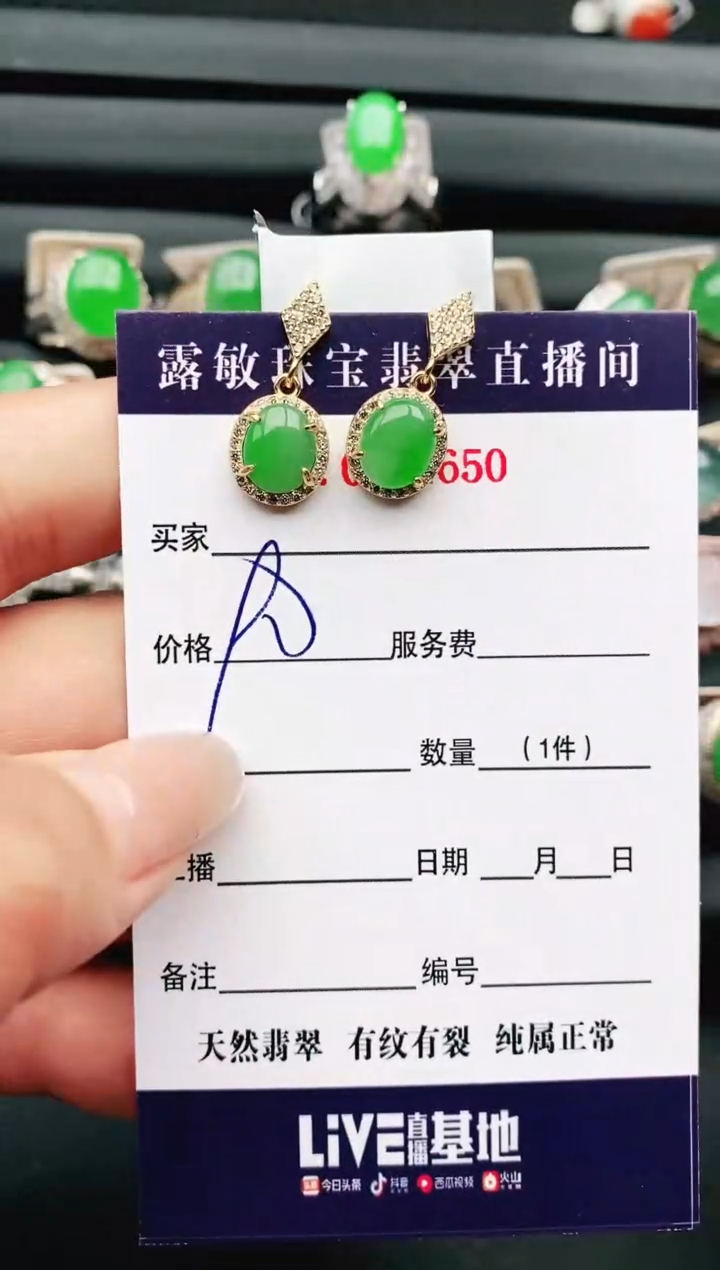 露敏珠宝翡翠直播间
650
买家
价格 服务费
数量 (1件)
播 日期 月 日
备注 编号
天然翡翠 有纹有裂 纯属正常
LiVE直播基地
今日头条 抖音 西瓜视频 火山